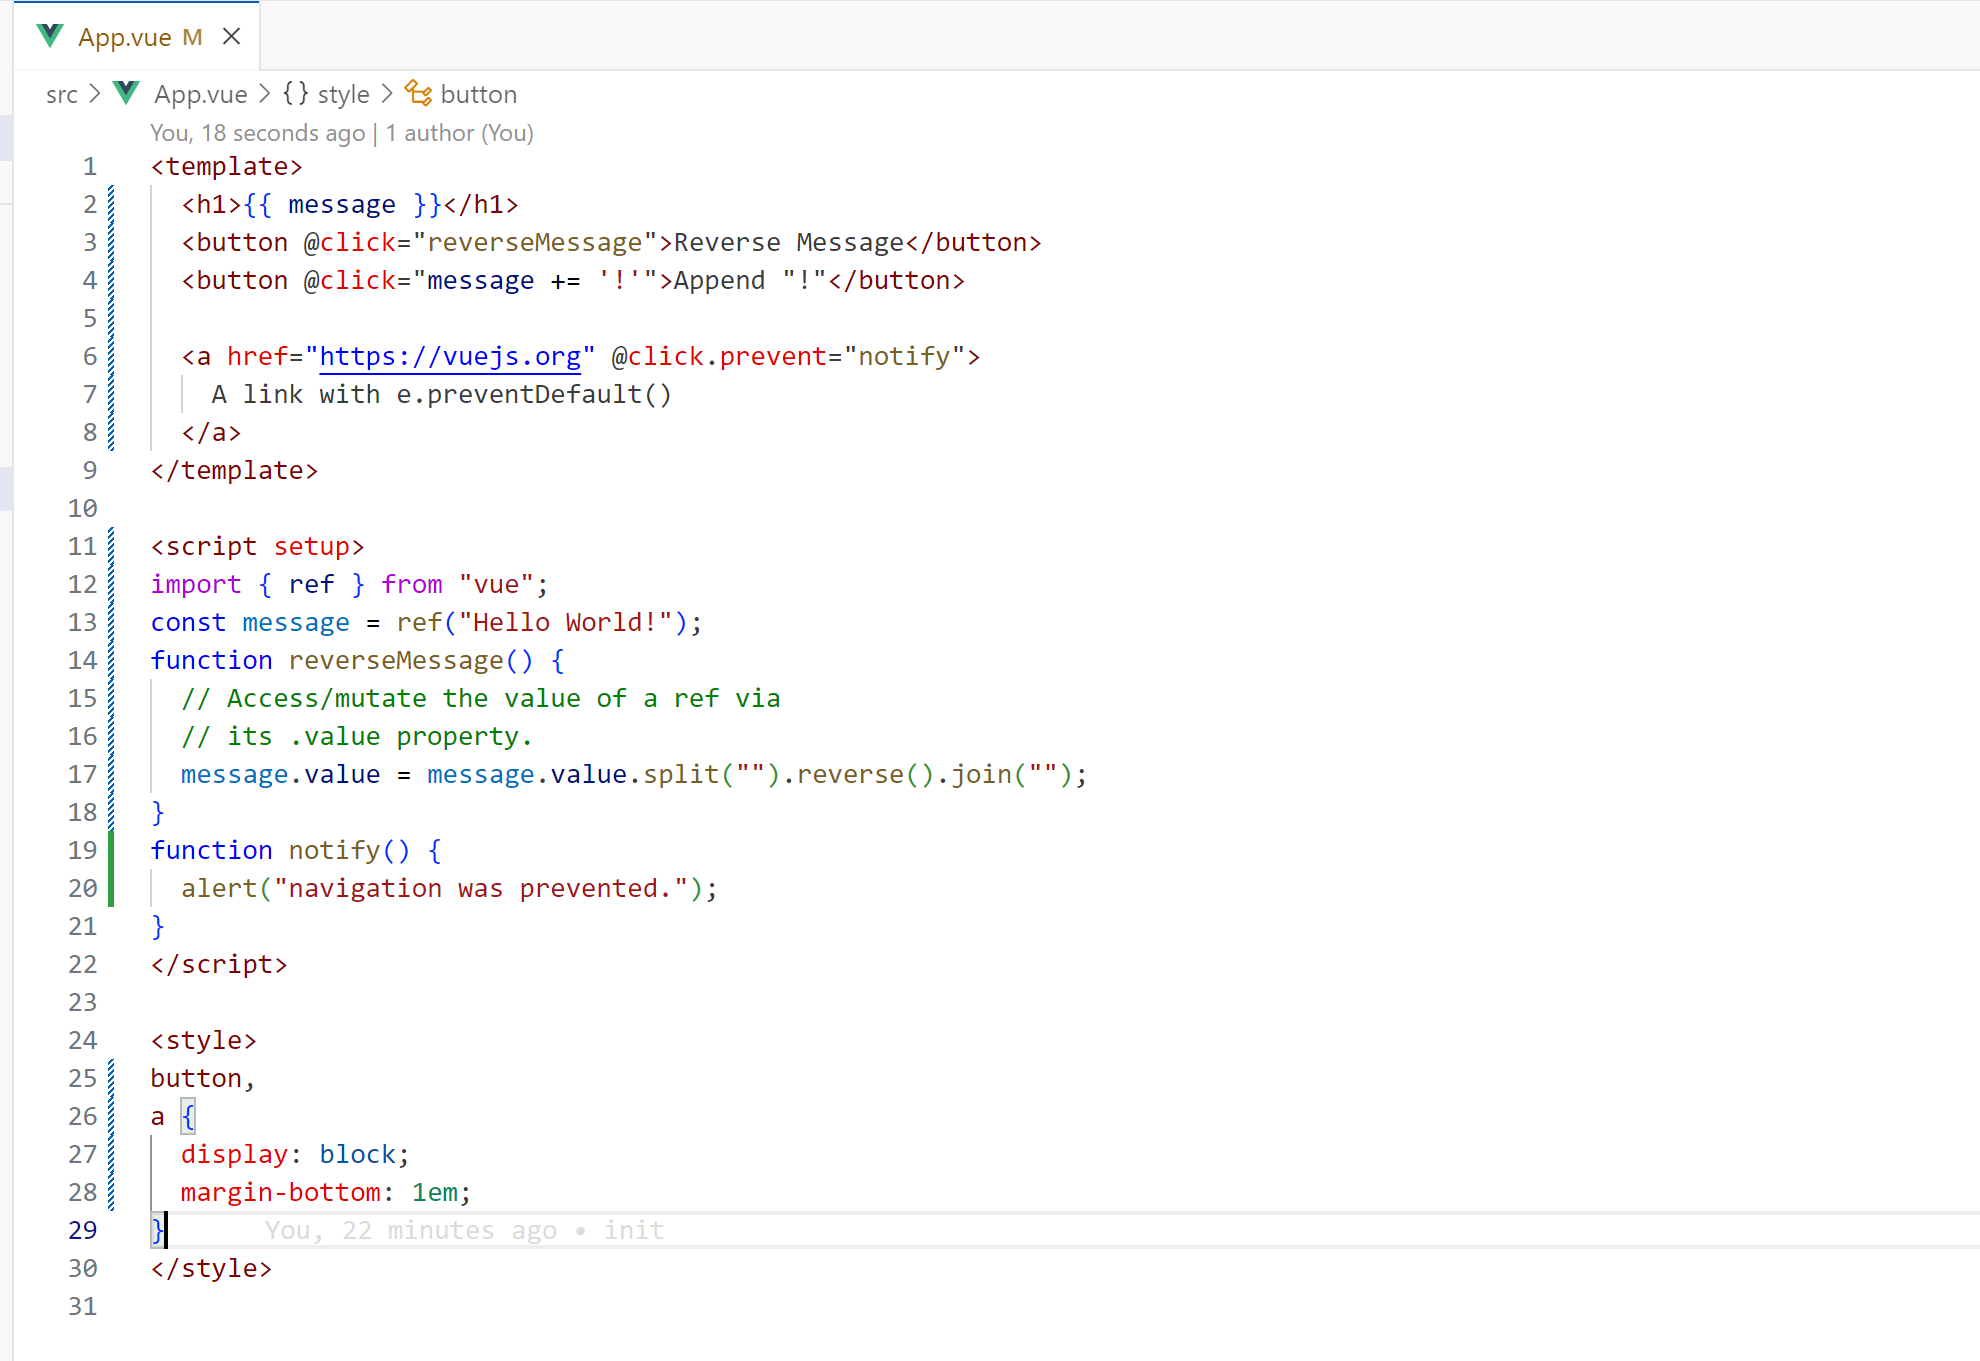 App.vue M
src > App.vue > {} style > button
You, 18 seconds ago | 1 author (You)
1 <template>
2   <h1>{{ message }}</h1>
3   <button @click="reverseMessage">Reverse Message</button>
4   <button @click="message += '!'">Append "!"</button>
5
6   <a href="https://vuejs.org" @click.prevent="notify">
7     A link with e.preventDefault()
8   </a>
9 </template>
10
11 <script setup>
12 import { ref } from "vue";
13 const message = ref("Hello World!");
14 function reverseMessage() {
15   // Access/mutate the value of a ref via
16   // its .value property.
17   message.value = message.value.split("").reverse().join("");
18 }
19 function notify() {
20   alert("navigation was prevented.");
21 }
22 </script>
23
24 <style>
25 button,
26 a {
27   display: block;
28   margin-bottom: 1em;
29 } You, 22 minutes ago • init
30 </style>
31